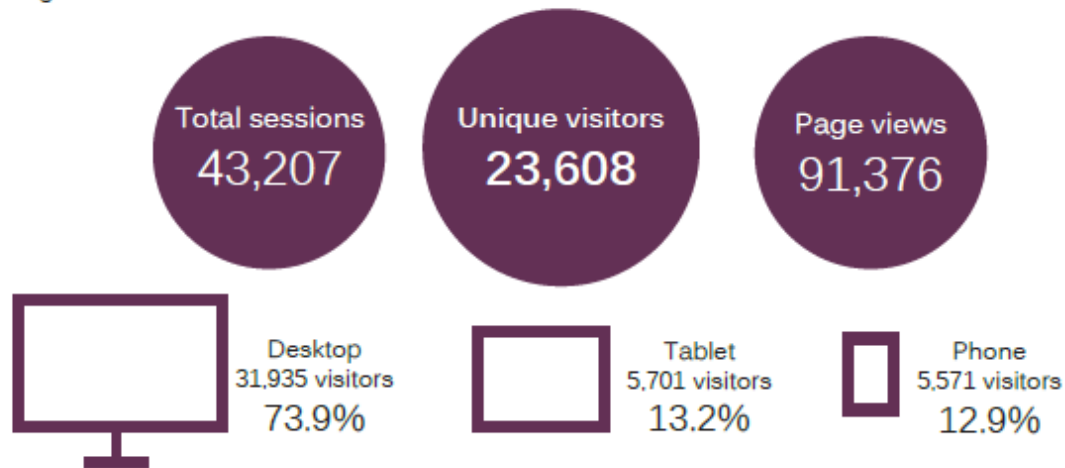 Total sessions
43,207
Unique visitors
23,608
Page views
91,376
Desktop
31,935 visitors
73.9%
Tablet
5,701 visitors
13.2%
Phone
5,571 visitors
12.9%